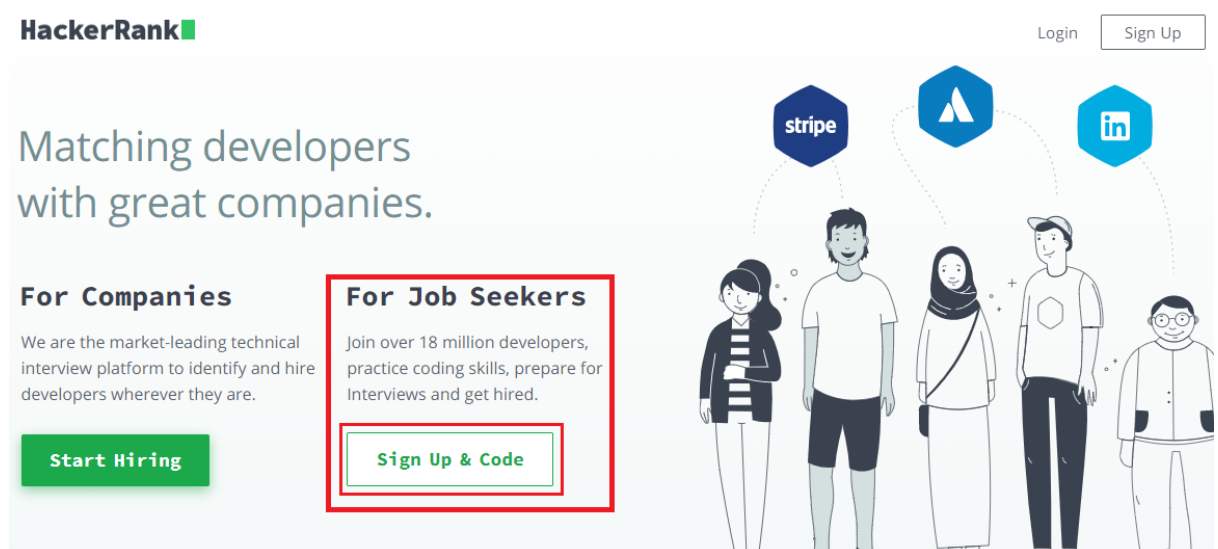 HackerRank
Login
Sign Up
stripe
in
Matching developers
with great companies.
For Companies
We are the market-leading technical
interview platform to identify and hire
developers wherever they are.
Start Hiring
For Job Seekers
Join over 18 million developers,
practice coding skills, prepare for
Interviews and get hired.
Sign Up & Code